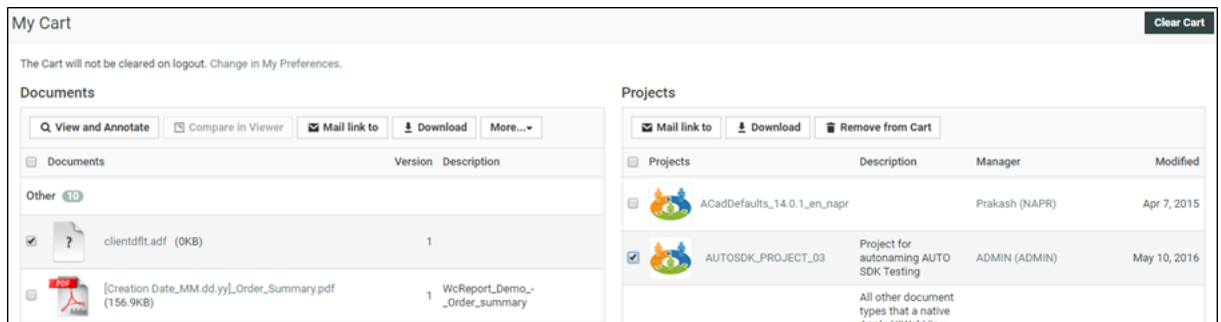 My Cart
Clear Cart
The Cart will not be cleared on logout. Change in My Preferences.
Documents
View and Annotate Compare in Viewer Mail link to Download More...
Documents Version Description
Other 10
? clientdflt.adf (0KB) 1
PDF
Adobe
[Creation Date_MM.dd.yy]_Order_Summary.pdf
(156.9KB)
1
WcReport_Demo_-
_Order_summary
Projects
Mail link to Download Remove from Cart
Projects Description Manager Modified
ACadDefaults_14.0.1_en_napr Prakash (NAPR) Apr 7, 2015
AUTOSDK_PROJECT_03
Project for
autonaming AUTO
SDK Testing
ADMIN (ADMIN) May 10, 2016
All other document
types that a native